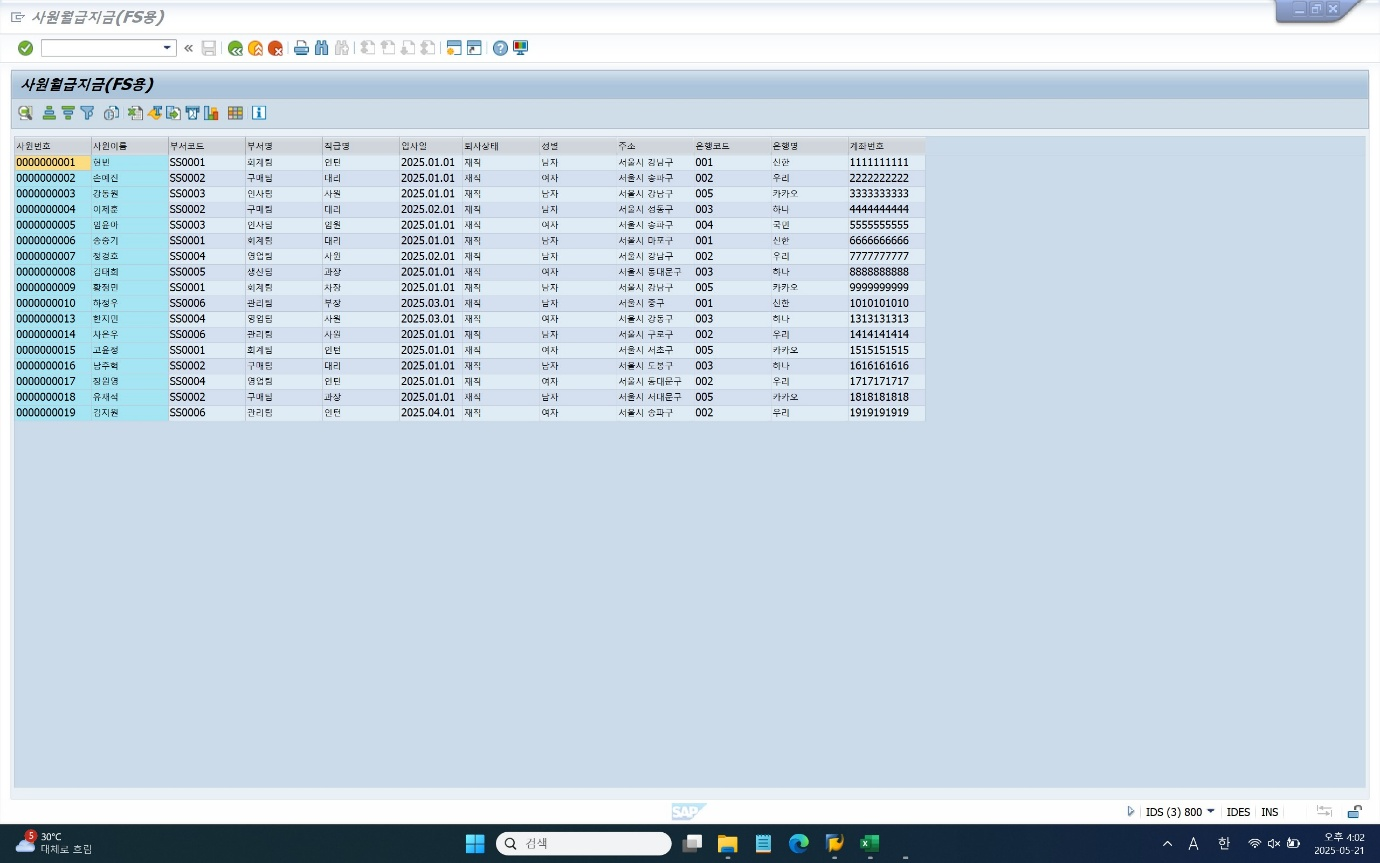 사원월급지금(FS용)
사원월급지금(FS용)
사원번호 사원이름 부서코드 부서명 직급명 입사일 퇴사상태 성별 주소 은행코드 은행명 계좌번호
0000000001 현빈 SS0001 회계팀 인턴 2025.01.01 재직 남자 서울시 강남구 001 신한 1111111111
0000000002 손예진 SS0002 구매팀 대리 2025.01.01 재직 여자 서울시 송파구 002 우리 2222222222
0000000003 강동원 SS0003 인사팀 사원 2025.01.01 재직 남자 서울시 강남구 005 카카오 3333333333
0000000004 이제훈 SS0002 구매팀 대리 2025.02.01 재직 남자 서울시 성동구 003 하나 4444444444
0000000005 임윤아 SS0003 인사팀 임원 2025.01.01 재직 여자 서울시 송파구 004 국민 5555555555
0000000006 송중기 SS0001 회계팀 대리 2025.01.01 재직 남자 서울시 마포구 001 신한 6666666666
0000000007 정경호 SS0004 영업팀 사원 2025.02.01 재직 남자 서울시 강남구 002 우리 7777777777
0000000008 김태희 SS0005 생산팀 과장 2025.01.01 재직 여자 서울시 동대문구 003 하나 8888888888
0000000009 황정민 SS0001 회계팀 차장 2025.01.01 재직 남자 서울시 강남구 005 카카오 9999999999
0000000010 하정우 SS0006 관리팀 부장 2025.03.01 재직 남자 서울시 중구 001 신한 1010101010
0000000013 한지민 SS0004 영업팀 사원 2025.03.01 재직 여자 서울시 강동구 003 하나 1313131313
0000000014 차은우 SS0006 관리팀 사원 2025.01.01 재직 남자 서울시 구로구 002 우리 1414141414
0000000015 고윤정 SS0001 회계팀 인턴 2025.01.01 재직 여자 서울시 서초구 005 카카오 1515151515
0000000016 남주혁 SS0002 구매팀 대리 2025.01.01 재직 남자 서울시 도봉구 003 하나 1616161616
0000000017 장원영 SS0004 영업팀 인턴 2025.01.01 재직 여자 서울시 동대문구 002 우리 1717171717
0000000018 유재석 SS0002 구매팀 과장 2025.01.01 재직 남자 서울시 서대문구 005 카카오 1818181818
0000000019 김지원 SS0006 관리팀 인턴 2025.04.01 재직 여자 서울시 송파구 002 우리 1919191919
SAP
IDS (3) 800 IDES INS
5 30℃
대체로 흐림
검색
A 한
오후 4:02
2025-05-21